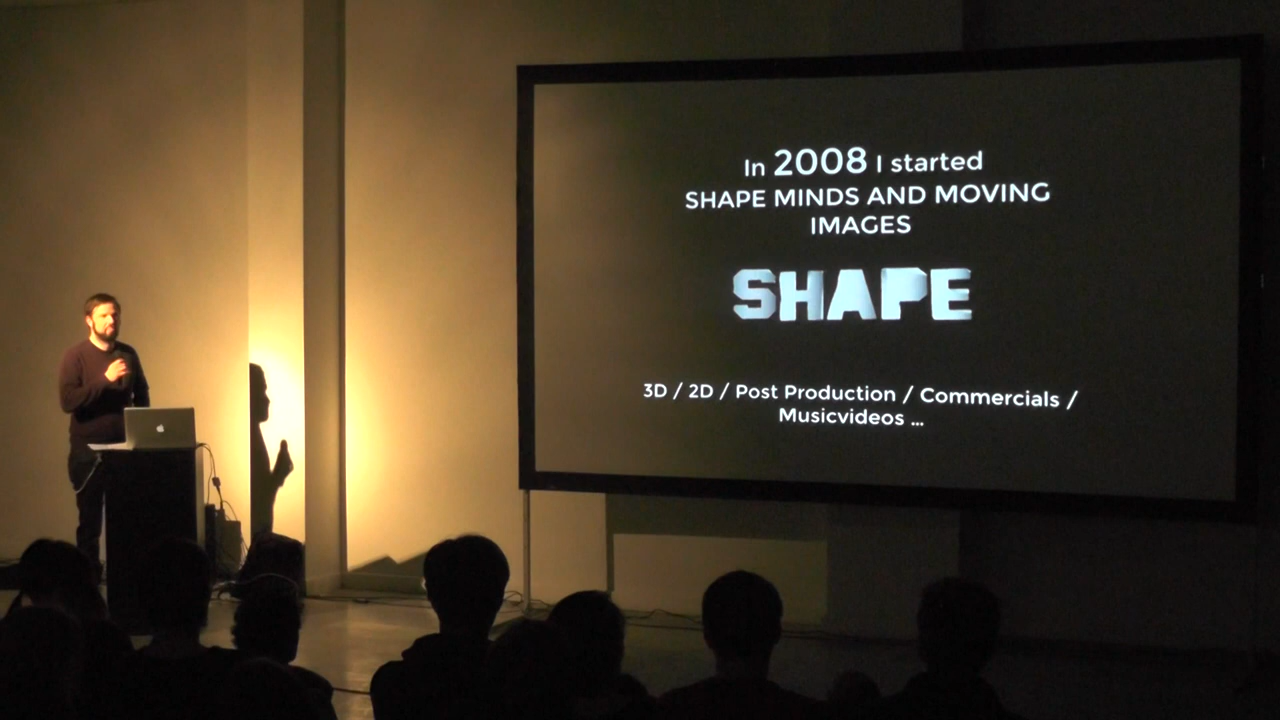 In 2008 I started
SHAPE MINDS AND MOVING
IMAGES
SHAPE
3D / 2D / Post Production / Commercials /
Musicvideos ...